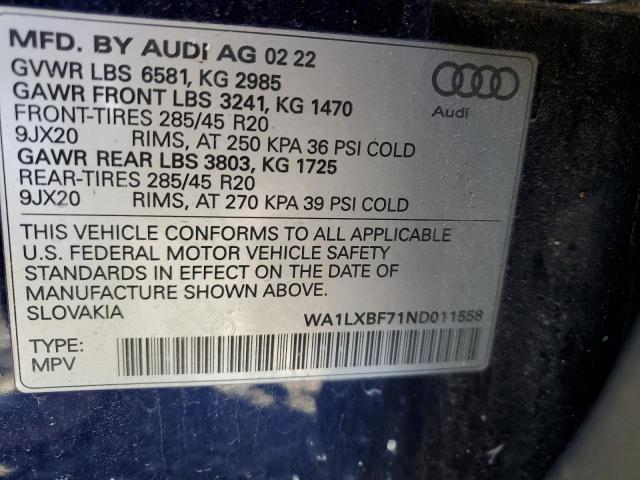 MFD. BY AUDI AG 02 22
GVWR LBS 6581, KG 2985
GAWR FRONT LBS 3241, KG 1470
FRONT-TIRES 285/45 R20
9JX20 RIMS, AT 250 KPA 36 PSI COLD
GAWR REAR LBS 3803, KG 1725
REAR-TIRES 285/45 R20
9JX20 RIMS, AT 270 KPA 39 PSI COLD
Audi
THIS VEHICLE CONFORMS TO ALL APPLICABLE
U.S. FEDERAL MOTOR VEHICLE SAFETY
STANDARDS IN EFFECT ON THE DATE OF
MANUFACTURE SHOWN ABOVE.
SLOVAKIA
WA1LXBF71ND011558
TYPE:
MPV